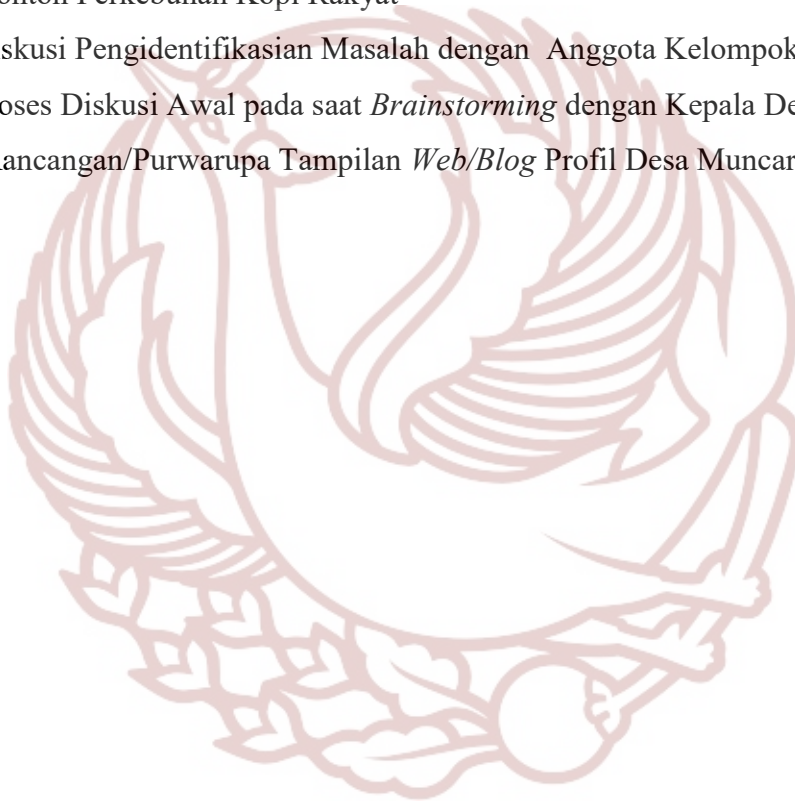 onton Perkebunan Kopi Rakyat
skusi Pengidentifikasian Masalah dengan Anggota Kelompok
oses Diskusi Awal pada saat Brainstorming dengan Kepala De
ancangan/Purwarupa Tampilan Web/Blog Profil Desa Muncar